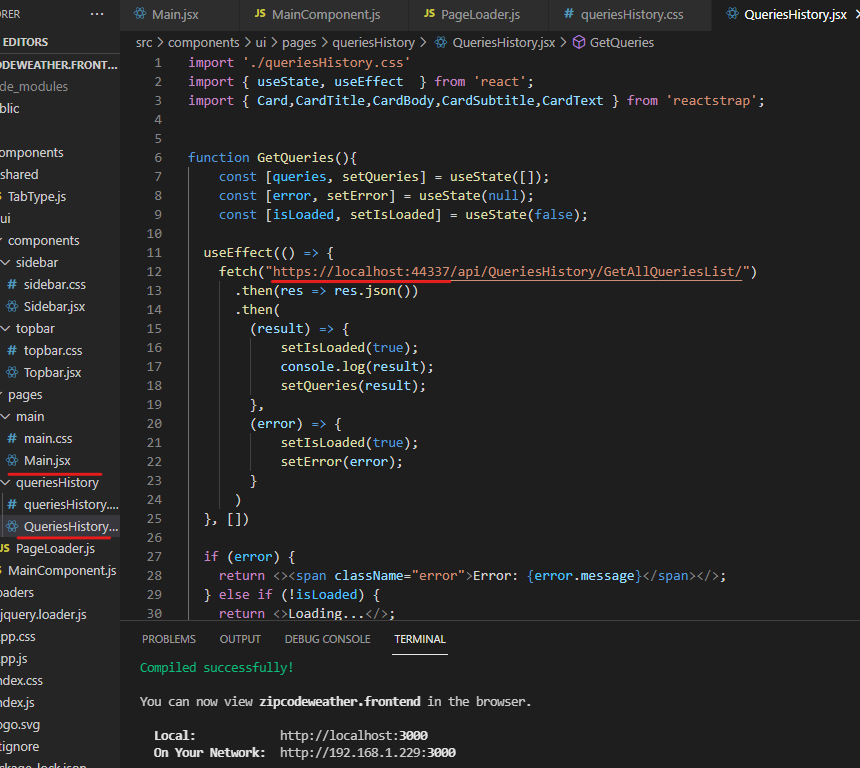 RER
···
Main.jsx
JS MainComponent.js
JS PageLoader.js
# queriesHistory.css
QueriesHistory.jsx
EDITORS
src > components > ui > pages > queriesHistory > QueriesHistory.jsx > GetQueries
ODEWEATHER.FRONT...
de_modules
blic
omponents
shared
TabType.js
ui
components
sidebar
# sidebar.css
Sidebar.jsx
topbar
# topbar.css
Topbar.jsx
pages
main
# main.css
Main.jsx
queriesHistory
# queriesHistory....
QueriesHistory...
JS PageLoader.js
MainComponent.js
oaders
jquery.loader.js
pp.css
pp.js
ndex.css
ndex.js
ogo.svg
tignore
1 import './queriesHistory.css'
2 import { useState, useEffect  } from 'react';
3 import { Card,CardTitle,CardBody,CardSubtitle,CardText } from 'reactstrap';
4
5
6 function GetQueries(){
7     const [queries, setQueries] = useState([]);
8     const [error, setError] = useState(null);
9     const [isLoaded, setIsLoaded] = useState(false);
10
11   useEffect(() => {
12     fetch("https://localhost:44337/api/QueriesHistory/GetAllQueriesList/")
13       .then(res => res.json())
14       .then(
15         (result) => {
16             setIsLoaded(true);
17             console.log(result);
18             setQueries(result);
19         },
20         (error) => {
21             setIsLoaded(true);
22             setError(error);
23         }
24       )
25   }, [])
26
27   if (error) {
28     return <><span className="error">Error: {error.message}</span></>;
29   } else if (!isLoaded) {
30     return <>Loading...</>;
PROBLEMS
OUTPUT
DEBUG CONSOLE
TERMINAL
Compiled successfully!
You can now view zipcodeweather.frontend in the browser.
Local: http://localhost:3000
On Your Network: http://192.168.1.229:3000